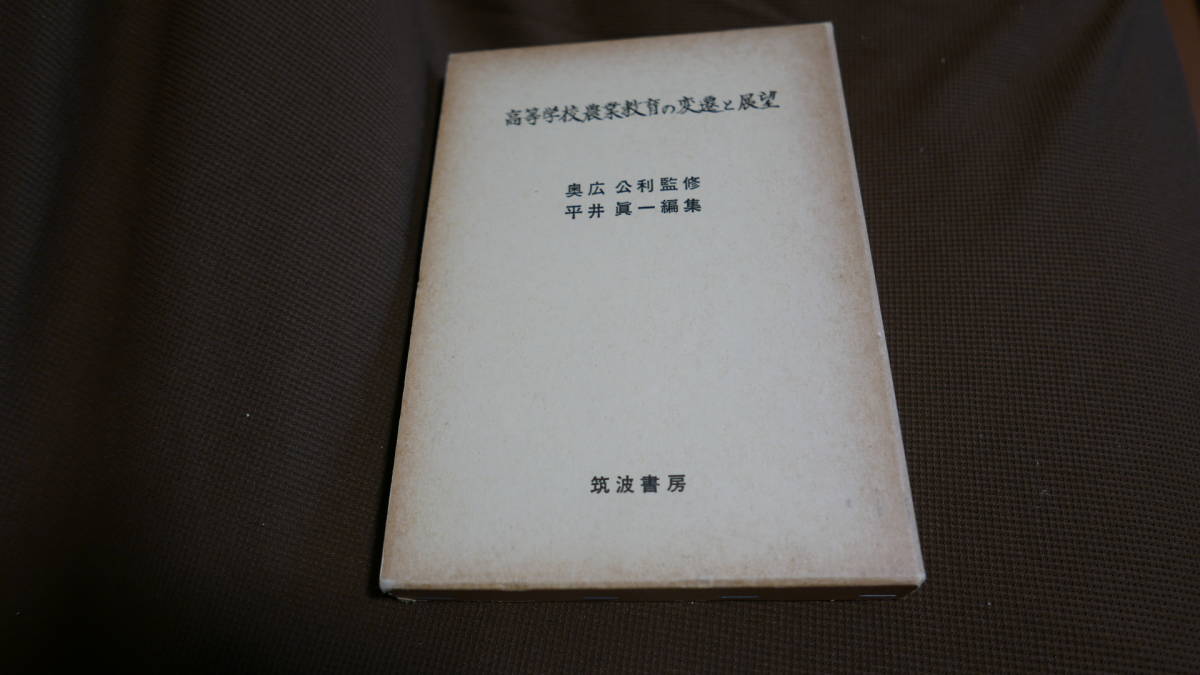 高等学校農業教育の変遷と展望
奥広 公利監修
平井 眞一編集
筑波書房